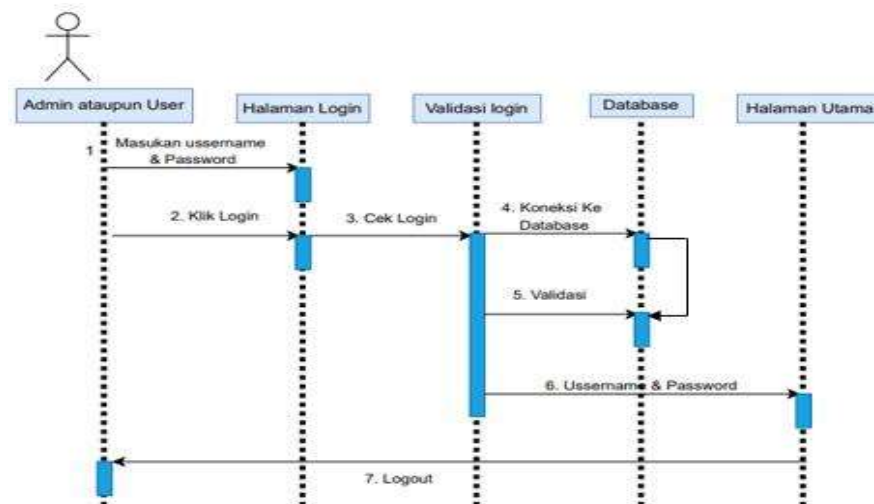 Admin ataupun User
Halaman Login
Validasi login
Database
Halaman Utama
1
Masukan ussername
& Password
2. Klik Login
3. Cek Login
4. Koneksi Ke
Database
5. Validasi
6. Ussername & Password
7. Logout